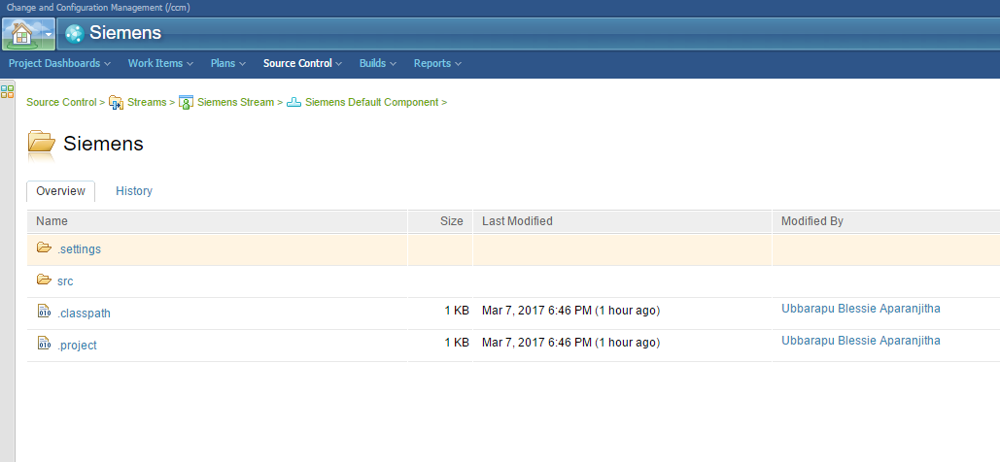 Change and Configuration Management (/ccm)
Siemens
Project Dashboards Work Items Plans Source Control Builds Reports
Source Control > Streams > Siemens Stream > Siemens Default Component >
Siemens
Overview History
Name Size Last Modified Modified By
.settings
src
.classpath 1 KB Mar 7, 2017 6:46 PM (1 hour ago) Ubbarapu Blessie Aparanjitha
.project 1 KB Mar 7, 2017 6:46 PM (1 hour ago) Ubbarapu Blessie Aparanjitha